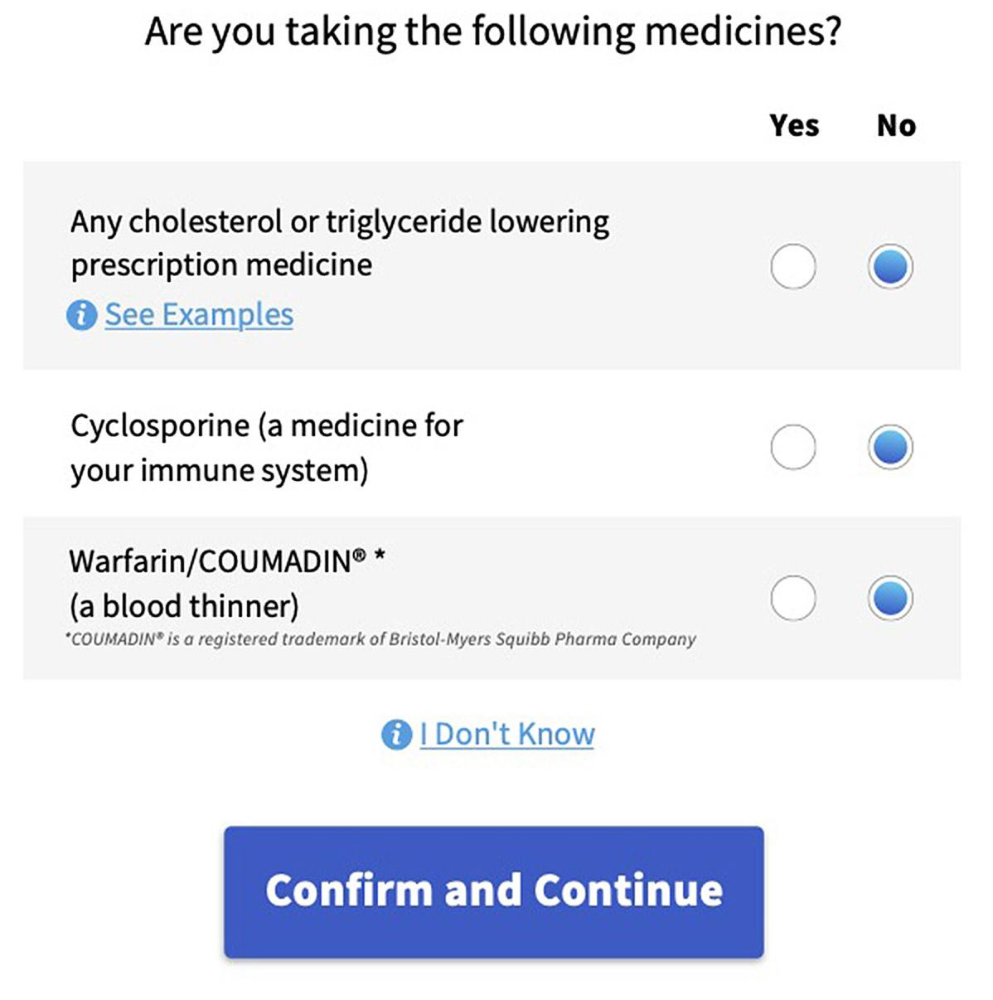 Are you taking the following medicines?
Yes No
Any cholesterol or triglyceride lowering
prescription medicine
i See Examples
Cyclosporine (a medicine for
your immune system)
Warfarin/COUMADIN® *
(a blood thinner)
*COUMADIN® is a registered trademark of Bristol-Myers Squibb Pharma Company
i I Don't Know
Confirm and Continue